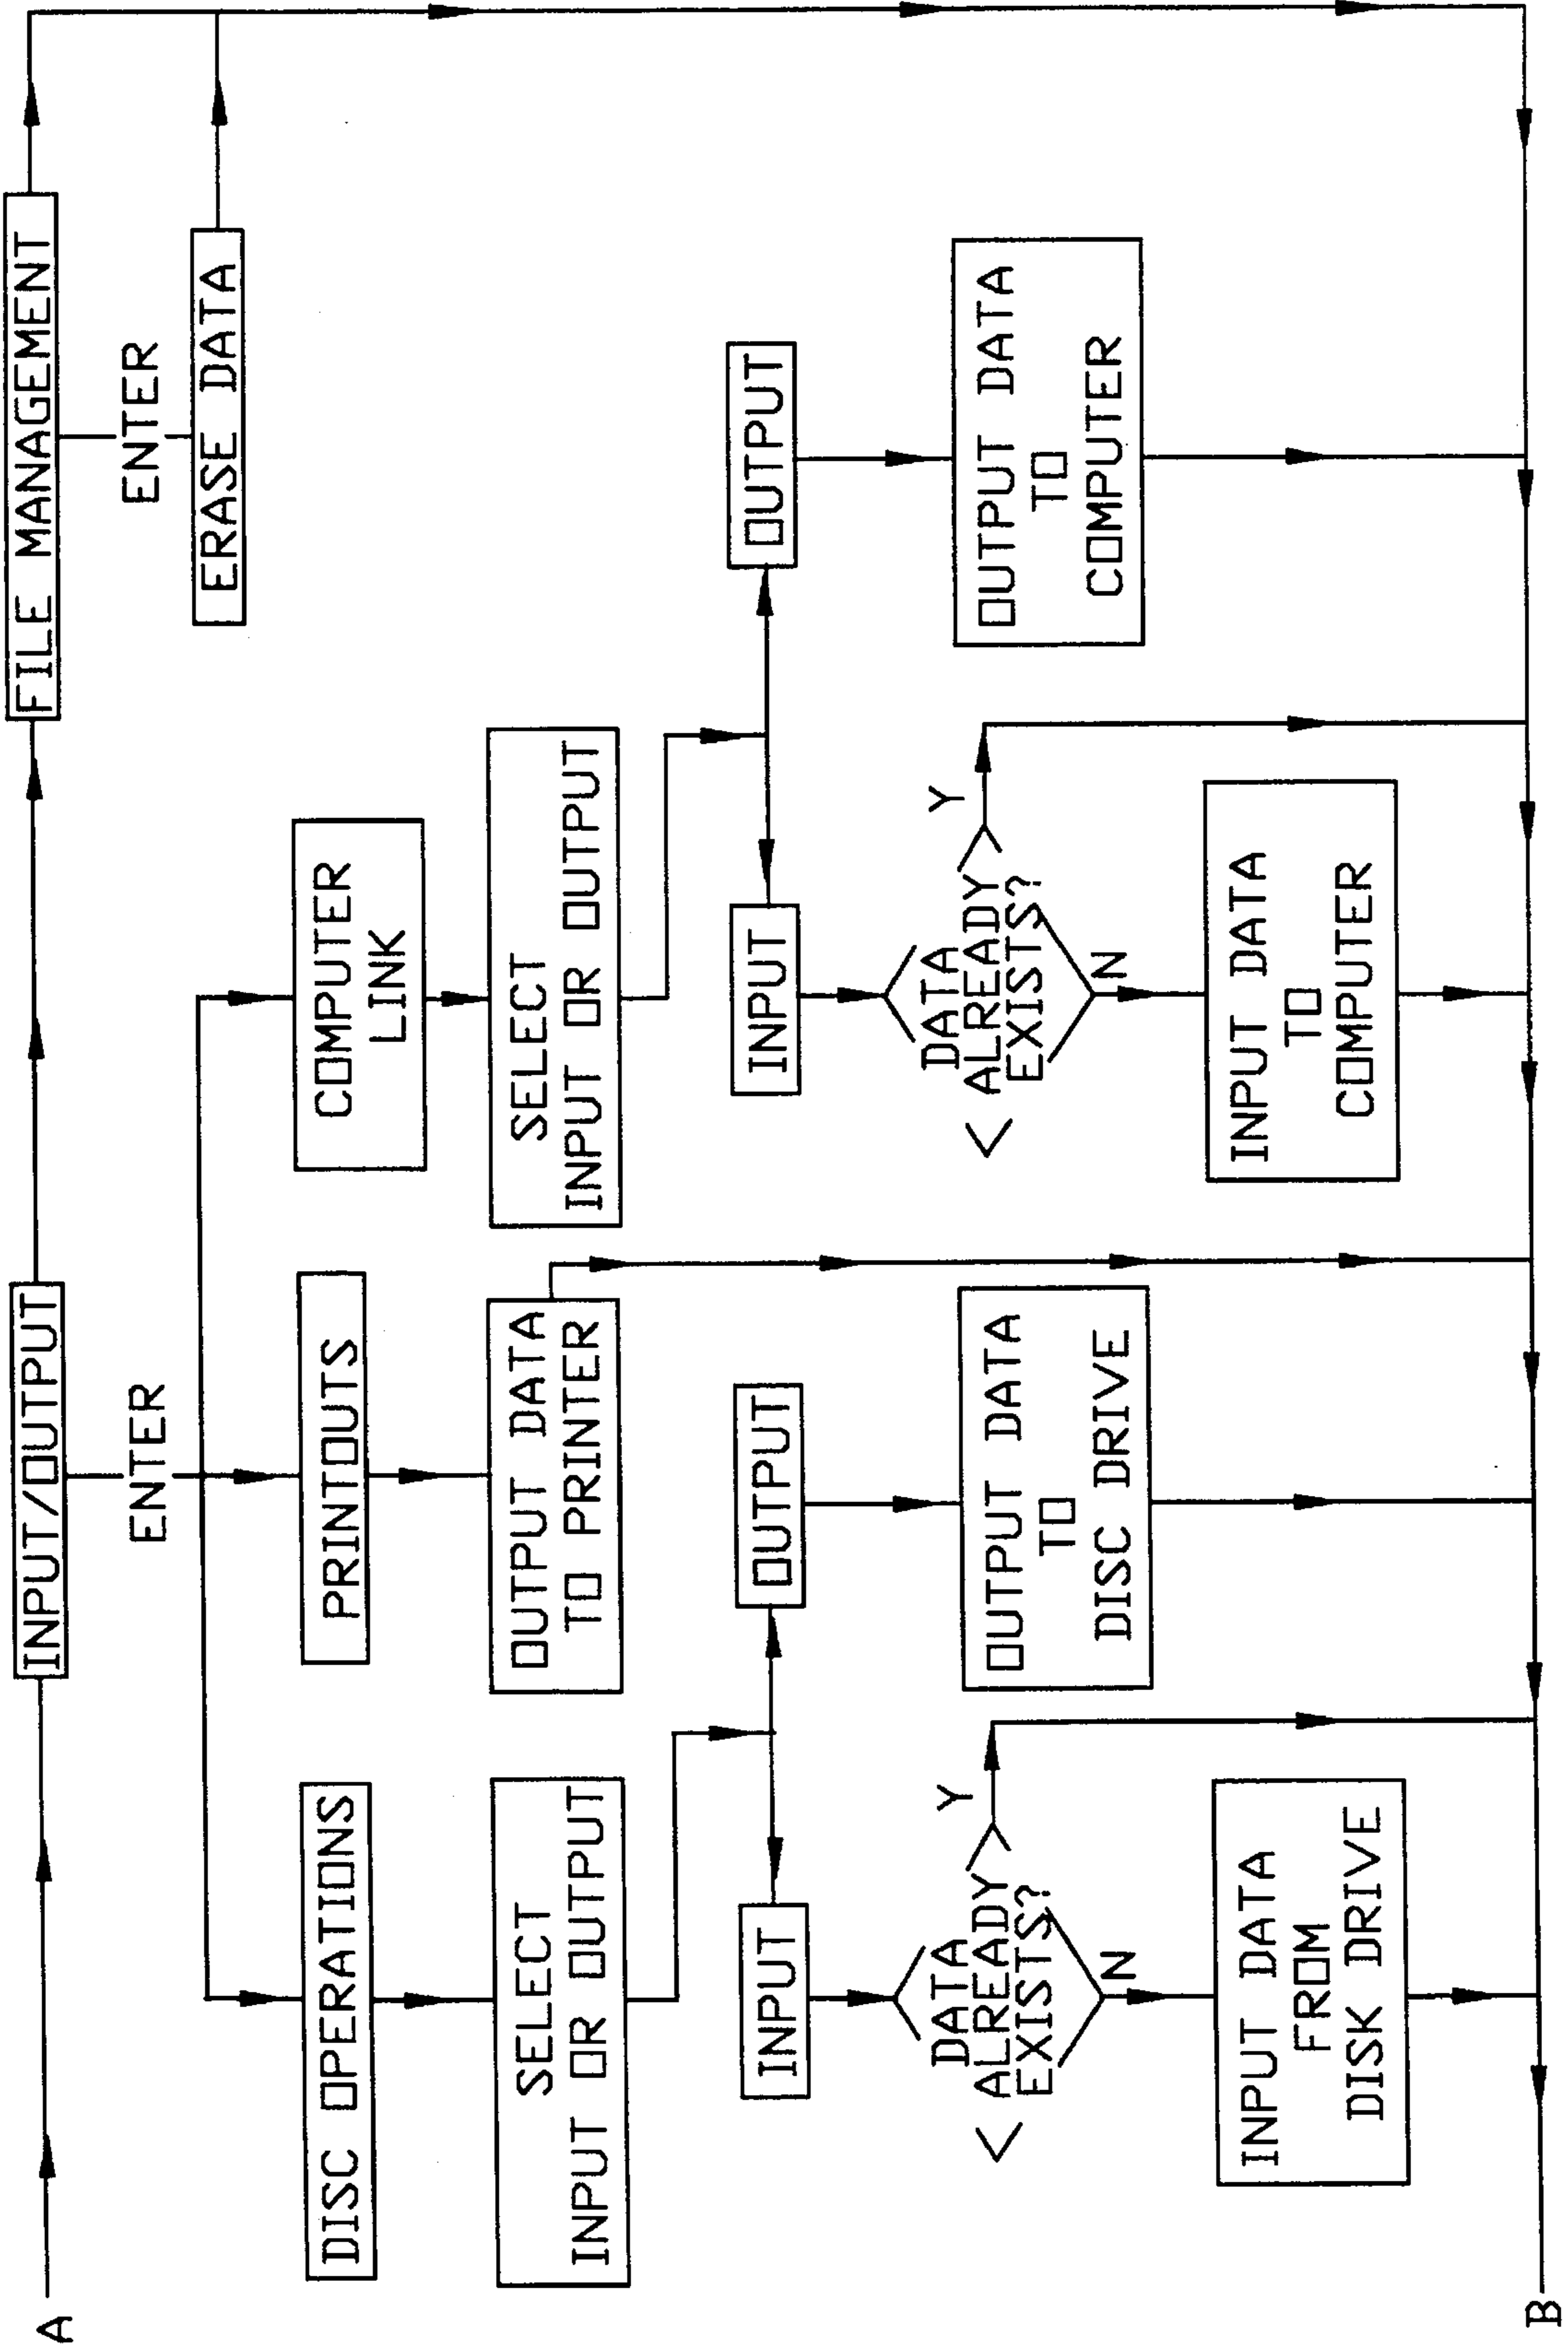 A
INPUT/OUTPUT
FILE MANAGEMENT
ENTER
ENTER
ERASE DATA
DISC OPERATIONS
PRINTOUTS
COMPUTER
LINK
SELECT
INPUT OR OUTPUT
OUTPUT DATA
TO PRINTER
SELECT
INPUT OR OUTPUT
INPUT
OUTPUT
INPUT
OUTPUT
DATA
ALREADY
EXISTS?
Y
N
OUTPUT DATA
TO
DISC DRIVE
DATA
ALREADY
EXISTS?
Y
N
OUTPUT DATA
TO
COMPUTER
INPUT DATA
FROM
DISK DRIVE
INPUT DATA
TO
COMPUTER
B